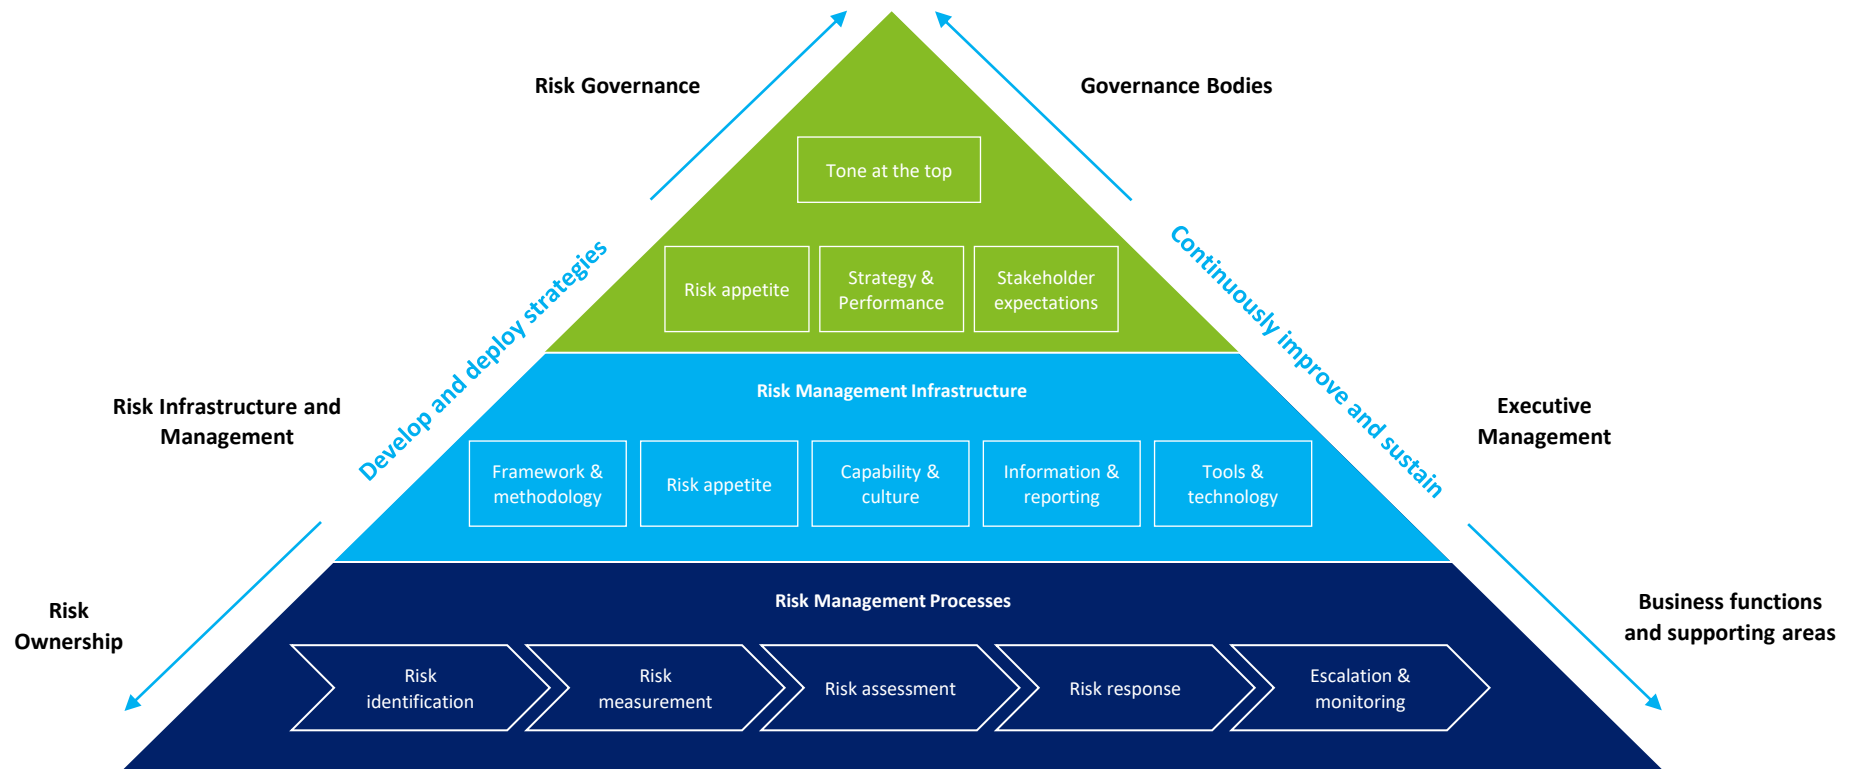 Risk Governance
Governance Bodies
Tone at the top
Risk appetite
Strategy &
Performance
Stakeholder
expectations
Develop and deploy strategies
Continuously improve and sustain
Risk Infrastructure and
Management
Executive
Management
Risk Management Infrastructure
Framework &
methodology
Risk appetite
Capability &
culture
Information &
reporting
Tools &
technology
Risk
Ownership
Business functions
and supporting areas
Risk Management Processes
Risk
identification
Risk
measurement
Risk assessment
Risk response
Escalation &
monitoring